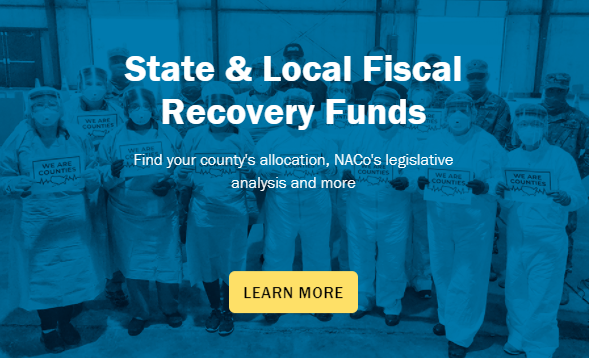 State & Local Fiscal
Recovery Funds
Find your county's allocation, NACo's legislative
analysis and more
WE ARE
COUNTIES
WE ARE
COUNTIES
WE ARE
COUNTIES
WE ARE
COUNTIES
WE ARE
COUNTIES
LEARN MORE